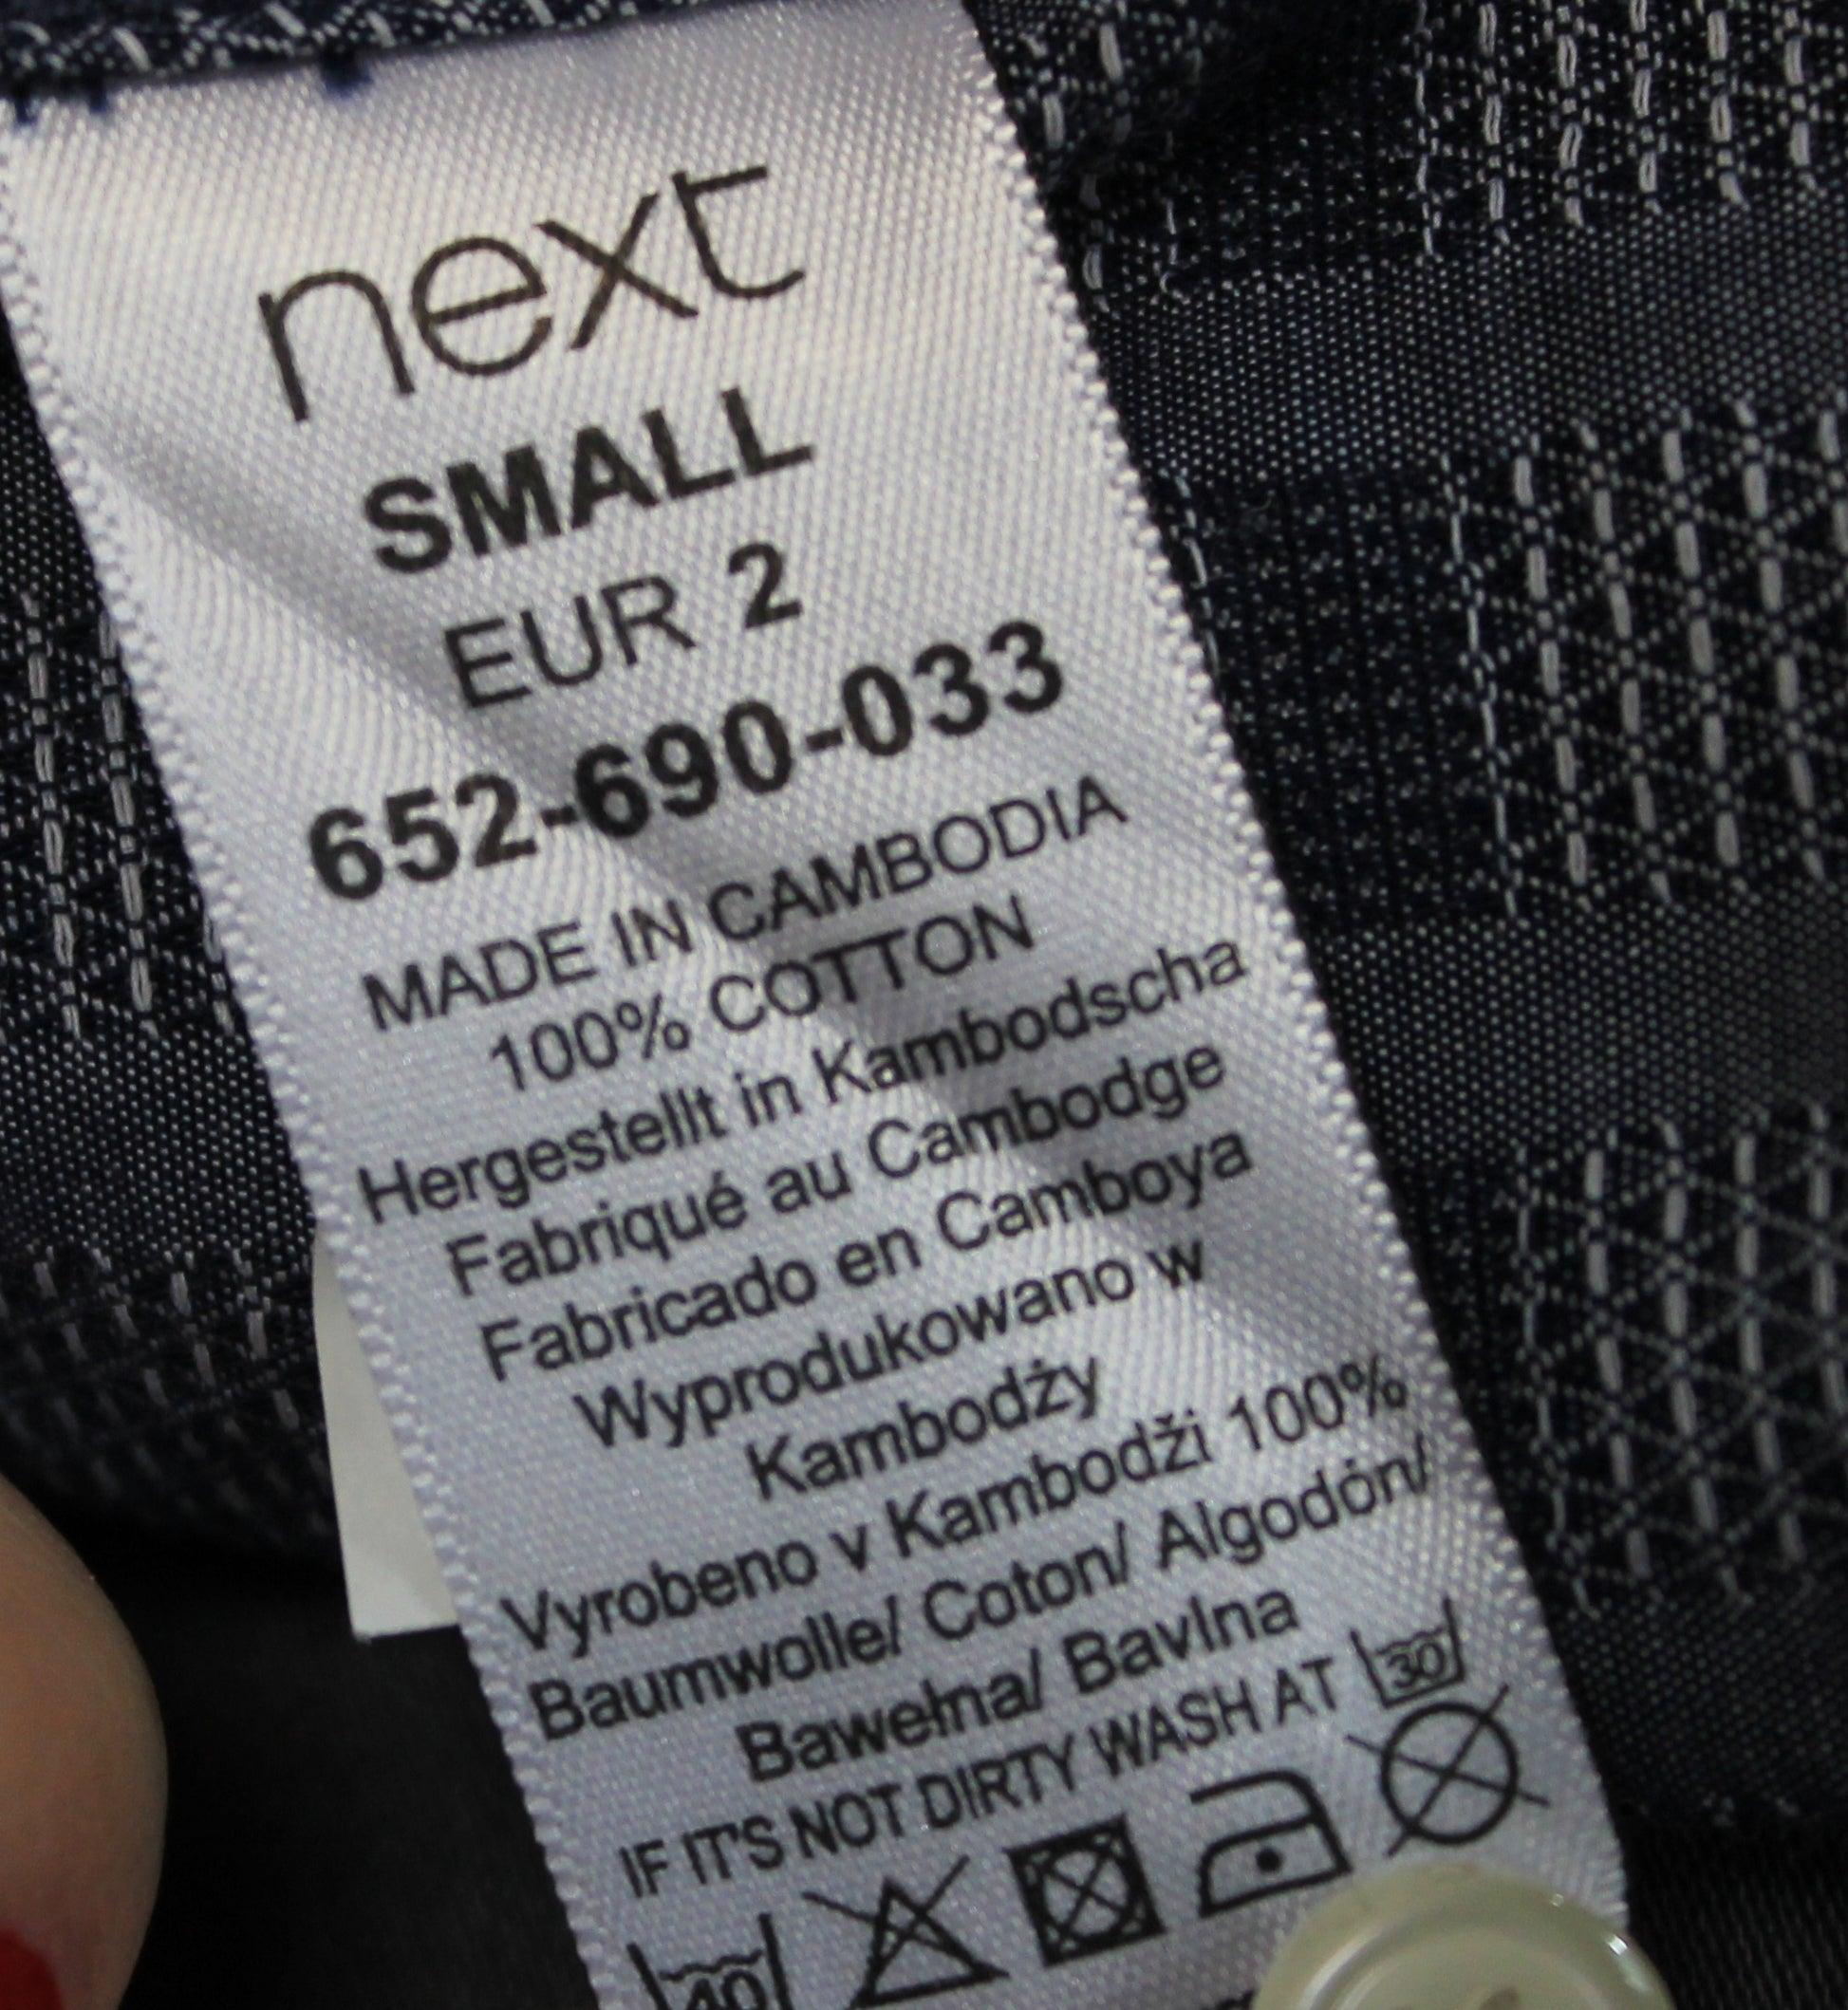 next
SMALL
EUR 2
652-690-033
MADE IN CAMBODIA
100% COTTON
Hergestellt in Kambodscha
Fabriqué au Cambodge
Fabricado en Camboya
Wyprodukowano w
Kambodży
Vyrobeno v Kambodži 100%
Baumwolle/ Coton/ Algodón/
Bawełna/ Bavlna
IF IT'S NOT DIRTY WASH AT 30
40